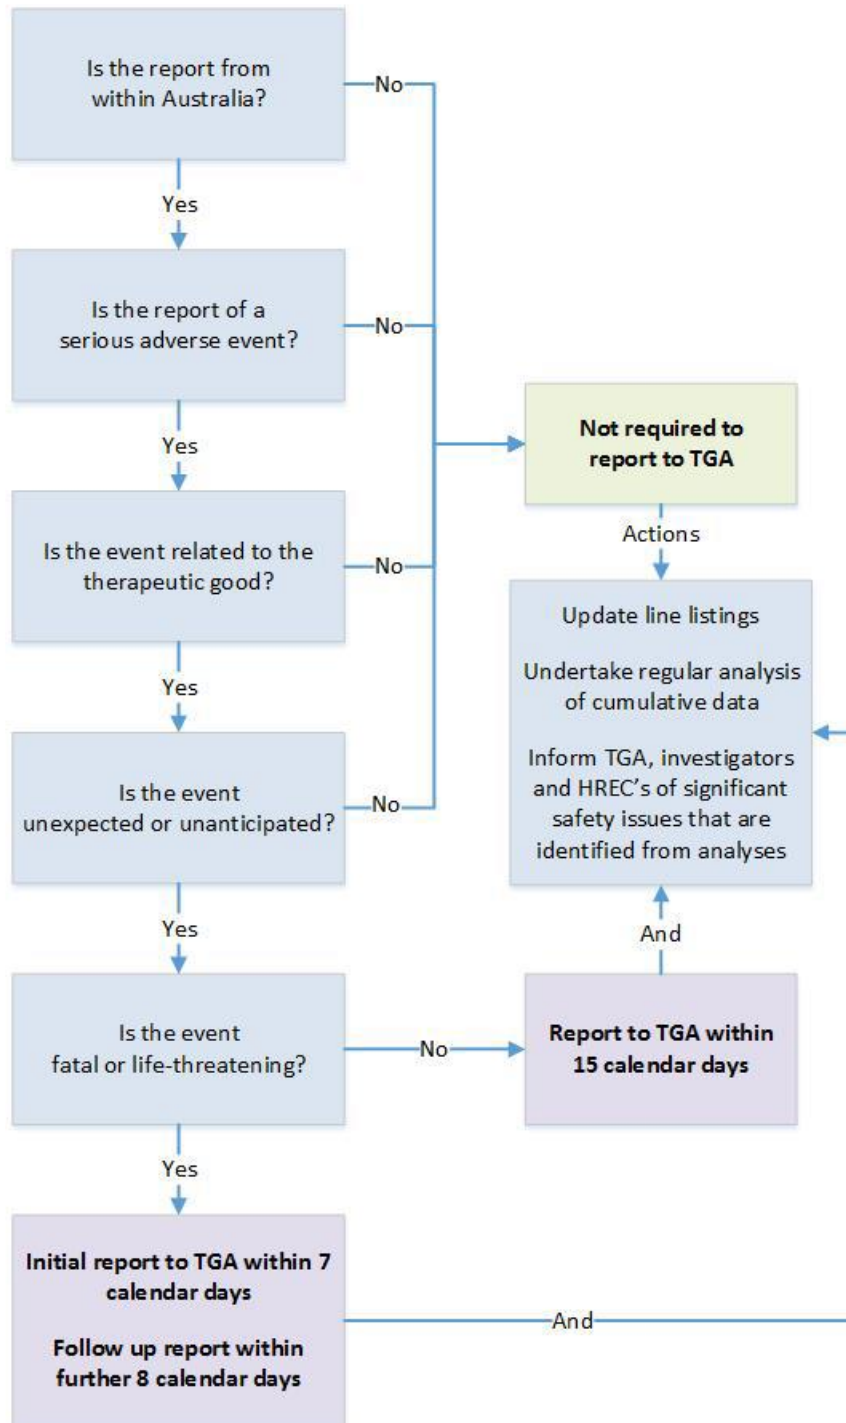 Is the report from
within Australia?
No
Yes
Is the report of a
serious adverse event?
No
Yes
Not required to
report to TGA
Actions
Is the event related to the
therapeutic good?
No
Yes
Update line listings
Undertake regular analysis
of cumulative data
Inform TGA, investigators
and HREC's of significant
safety issues that are
identified from analyses
Is the event
unexpected or unanticipated?
No
Yes
And
Is the event
fatal or life-threatening?
No
Report to TGA within
15 calendar days
Yes
Initial report to TGA within 7
calendar days
Follow up report within
further 8 calendar days
And